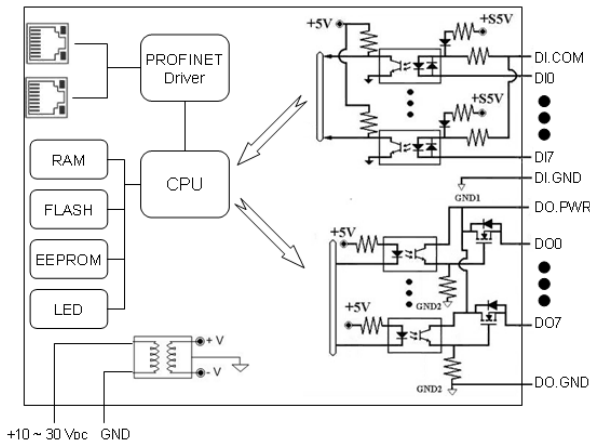 PROFINET
Driver
CPU
RAM
FLASH
EEPROM
LED
+ V
- V
+10 ~ 30 VDC
GND
+5V
+S5V
DI.COM
DI0
+S5V
DI7
DI.GND
GND1
DO.PWR
+5V
DO0
GND2
+5V
DO7
GND2
DO.GND